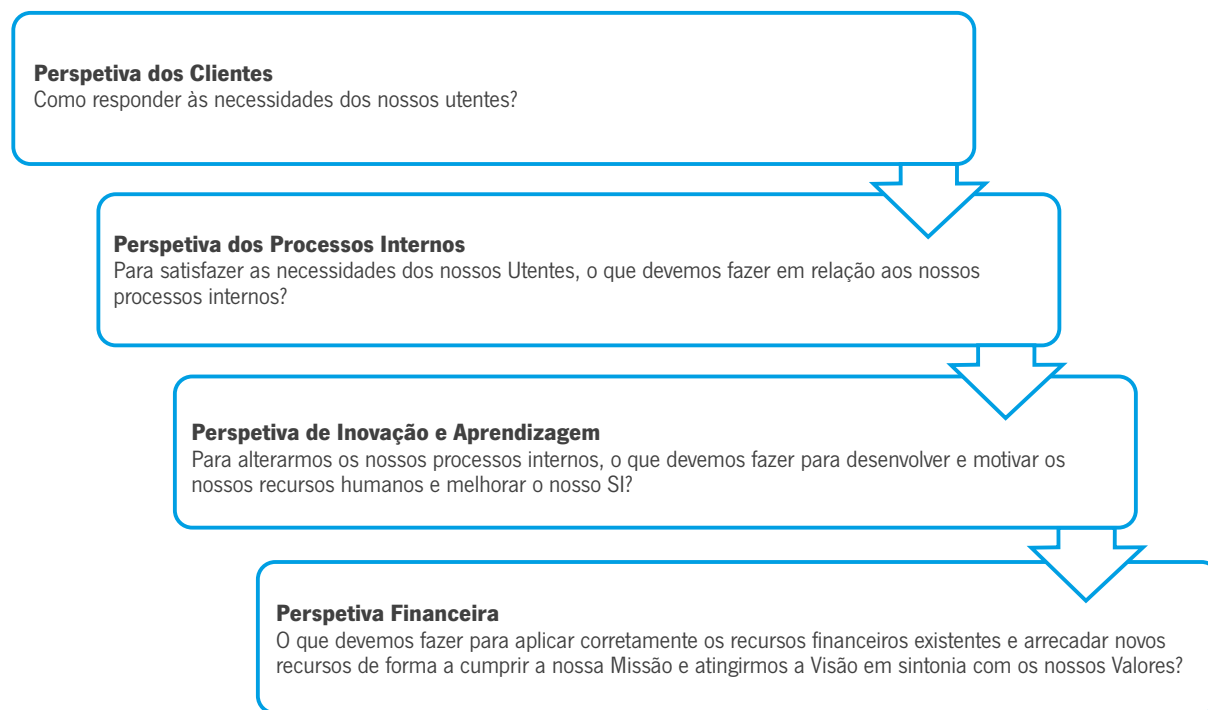 Perspetiva dos Clientes
Como responder às necessidades dos nossos utentes?
Perspetiva dos Processos Internos
Para satisfazer as necessidades dos nossos Utentes, o que devemos fazer em relação aos nossos
processos internos?
Perspetiva de Inovação e Aprendizagem
Para alterarmos os nossos processos internos, o que devemos fazer para desenvolver e motivar os
nossos recursos humanos e melhorar o nosso SI?
Perspetiva Financeira
O que devemos fazer para aplicar corretamente os recursos financeiros existentes e arrecadar novos
recursos de forma a cumprir a nossa Missão e atingirmos a Visão em sintonia com os nossos Valores?